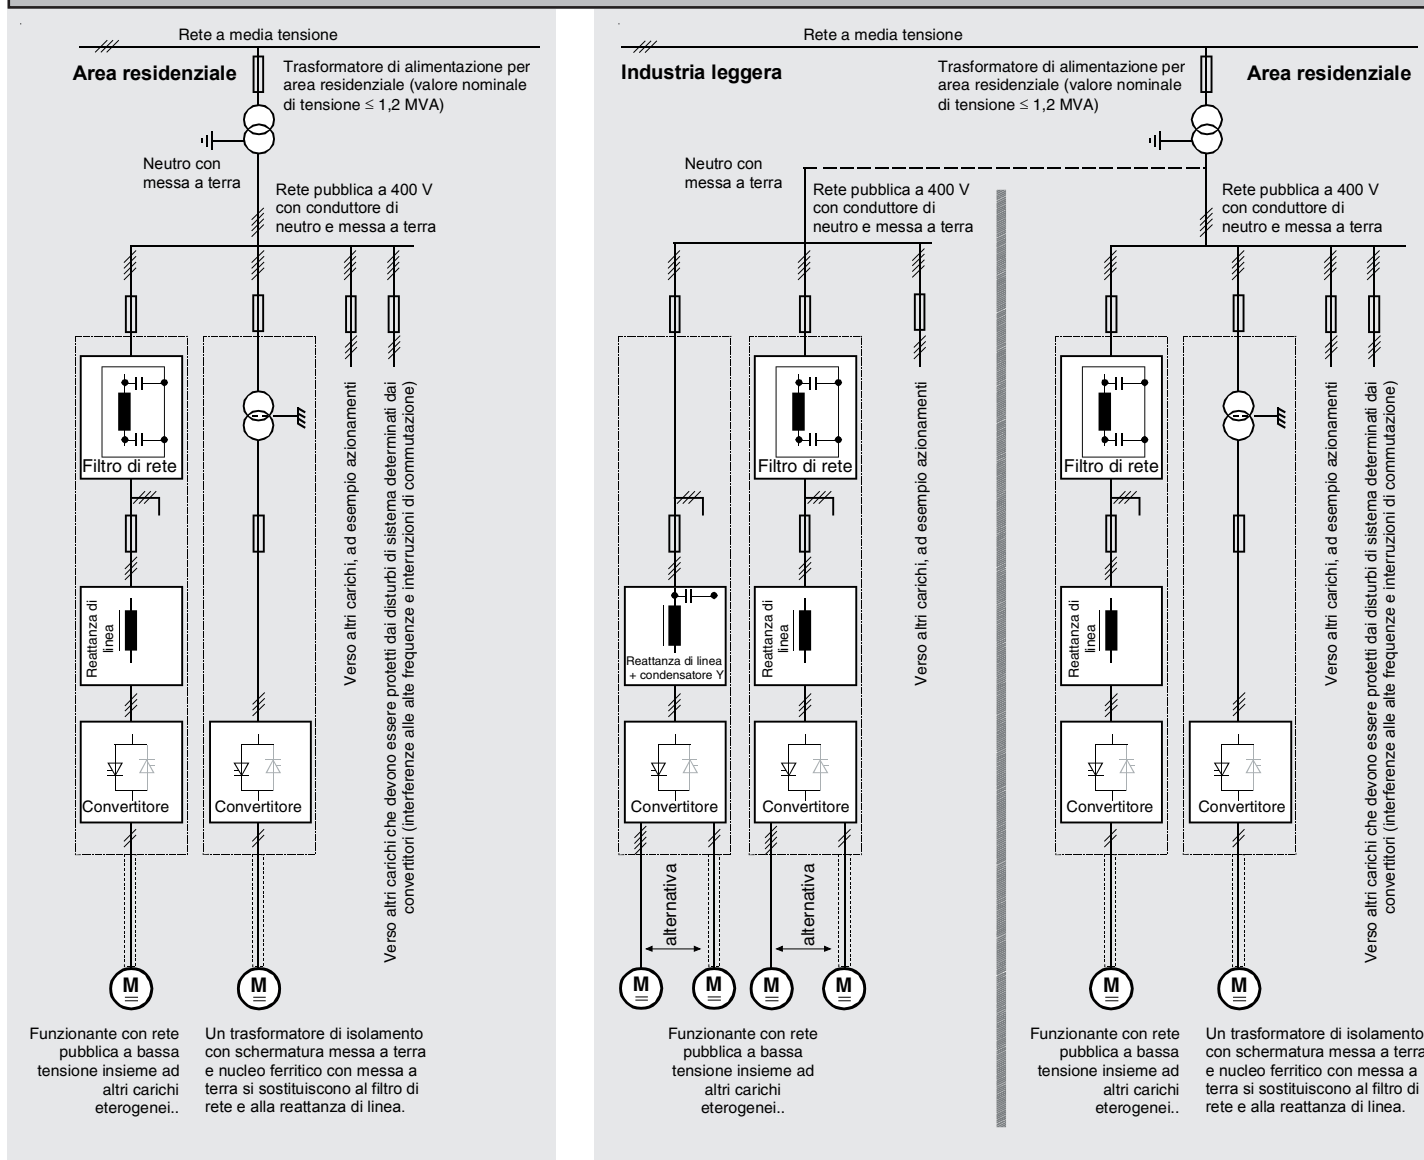 Rete a media tensione
Area residenziale
Trasformatore di alimentazione per
area residenziale (valore nominale
di tensione ≤ 1,2 MVA)
Neutro con
messa a terra
Rete pubblica a 400 V
con conduttore di
neutro e messa a terra
Filtro di rete
Reattanza di
linea
Convertitore
Convertitore
Verso altri carichi, ad esempio azionamenti
Verso altri carichi che devono essere protetti dai disturbi di sistema determinati dai
convertitori (interferenze alle alte frequenze e interruzioni di commutazione)
M
M
Funzionante con rete
pubblica a bassa
tensione insieme ad
altri carichi
eterogenei..
Un trasformatore di isolamento
con schermatura messa a terra
e nucleo ferritico con messa a
terra si sostituiscono al filtro di
rete e alla reattanza di linea.
Rete a media tensione
Industria leggera
Trasformatore di alimentazione per
area residenziale (valore nominale
di tensione ≤ 1,2 MVA)
Area residenziale
Neutro con
messa a terra
Rete pubblica a 400 V
con conduttore di
neutro e messa a terra
Rete pubblica a 400 V
con conduttore di
neutro e messa a terra
Filtro di rete
Reattanza di linea
+ condensatore Y
Reattanza di
linea
Convertitore
Convertitore
Verso altri carichi, ad esempio azionamenti
alternativa
alternativa
M
M
M
M
Funzionante con rete
pubblica a bassa
tensione insieme ad
altri carichi
eterogenei..
Filtro di rete
Reattanza di
linea
Convertitore
Convertitore
Verso altri carichi, ad esempio azionamenti
Verso altri carichi che devono essere protetti dai disturbi di sistema determinati dai
convertitori (interferenze alle alte frequenze e interruzioni di commutazione)
M
M
Funzionante con rete
pubblica a bassa
tensione insieme ad
altri carichi
eterogenei..
Un trasformatore di isolamento
con schermatura messa a terra
e nucleo ferritico con messa a
terra si sostituiscono al filtro di
rete e alla reattanza di linea.